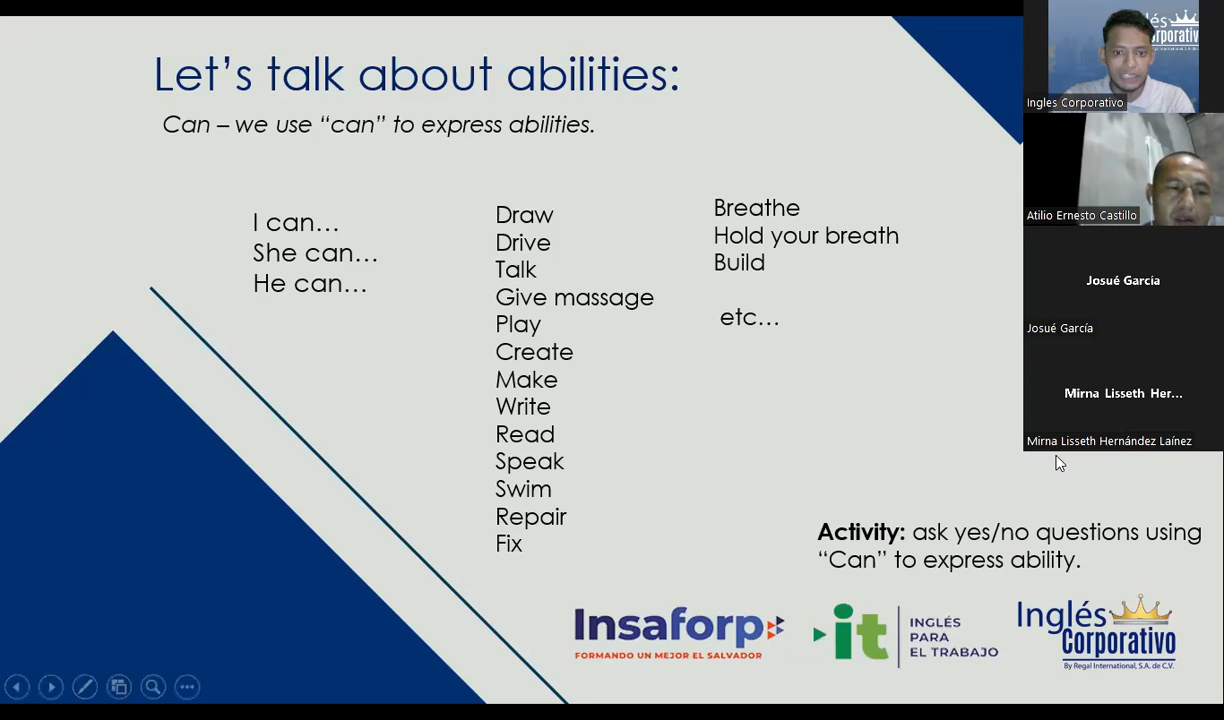 Let's talk about abilities:
Can – we use "can" to express abilities.
I can…
She can…
He can…
Draw
Drive
Talk
Give massage
Play
Create
Make
Write
Read
Speak
Swim
Repair
Fix
Breathe
Hold your breath
Build
etc…
Activity: ask yes/no questions using
"Can" to express ability.
Insaforp
FORMANDO UN MEJOR EL SALVADOR
it
INGLÉS
PARA
EL TRABAJO
Inglés
Corporativo
By Regal International, S.A. de C.V.
Ingles Corporativo
Atilio Ernesto Castillo
Josué García
Josué García
Mirna Lisseth Her...
Mirna Lisseth Hernández Laínez